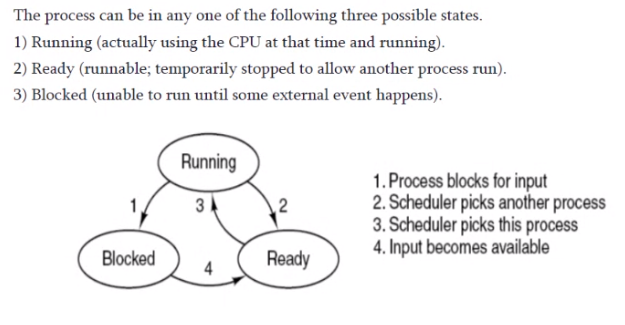 The process can be in any one of the following three possible states.
1) Running (actually using the CPU at that time and running).
2) Ready (runnable; temporarily stopped to allow another process run).
3) Blocked (unable to run until some external event happens).
Running
1
3
2
Blocked
4
Ready
1. Process blocks for input
2. Scheduler picks another process
3. Scheduler picks this process
4. Input becomes available